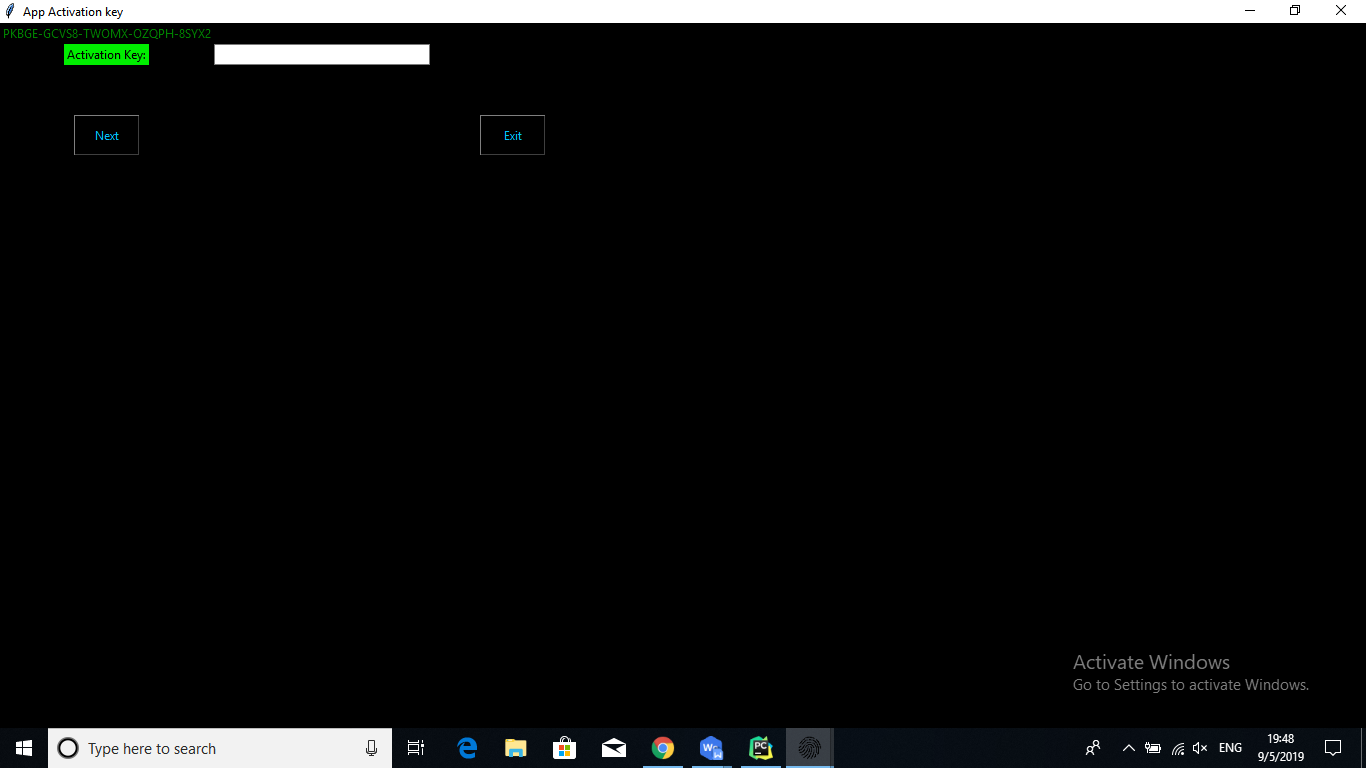 App Activation key
PKBGE-GCVS8-TWOMX-OZQPH-8SYX2
Activation Key:
Next
Exit
Activate Windows
Go to Settings to activate Windows.
Type here to search
W
PC
ENG
19:48
9/5/2019